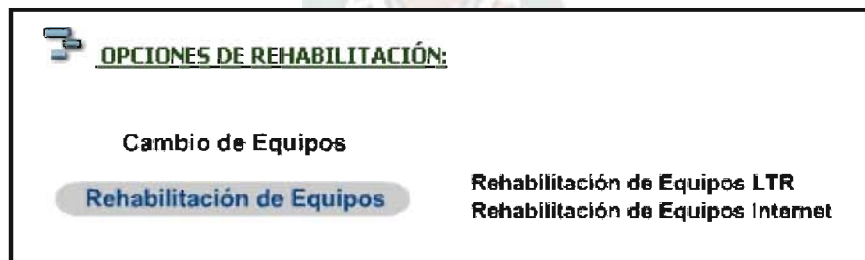 OPCIONES DE REHABILITACIÓN:
Cambio de Equipos
Rehabilitación de Equipos
Rehabilitación de Equipos LTR
Rehabilitación de Equipos Internet